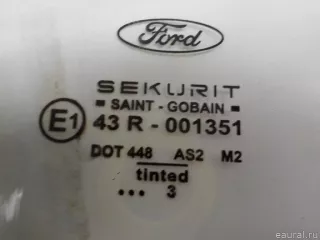 Ford
SEKURIT
SAINT - GOBAIN
E1 43 R - 001351
DOT 448 AS2 M2
tinted
... 3
eaural.ru